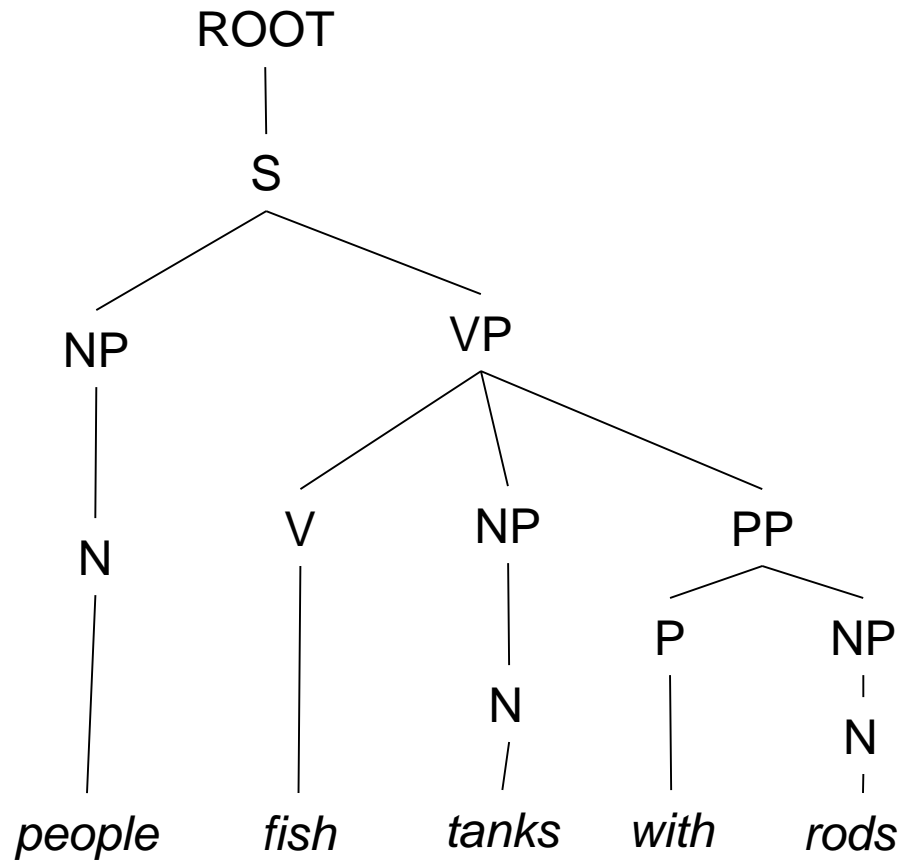 ROOT
S
NP VP
V NP PP
N
P NP
N
N
people fish tanks with rods